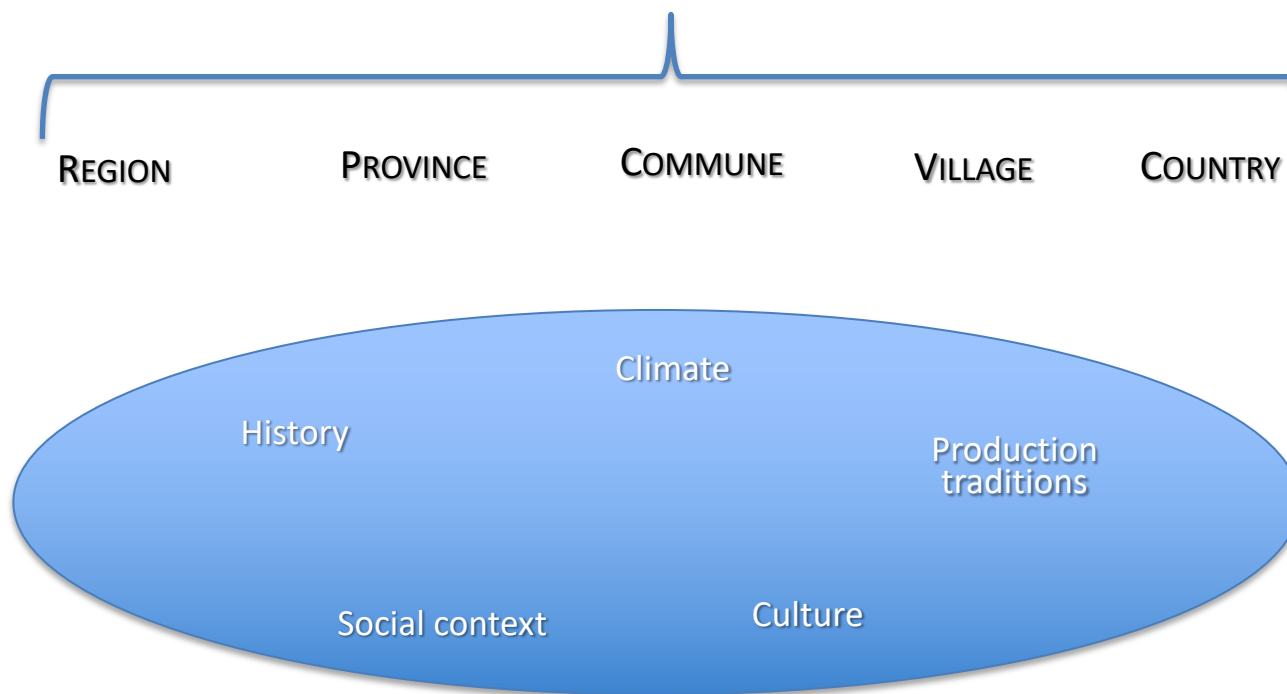 REGION PROVINCE COMMUNE VILLAGE COUNTRY
Climate
History
Production
traditions
Social context
Culture